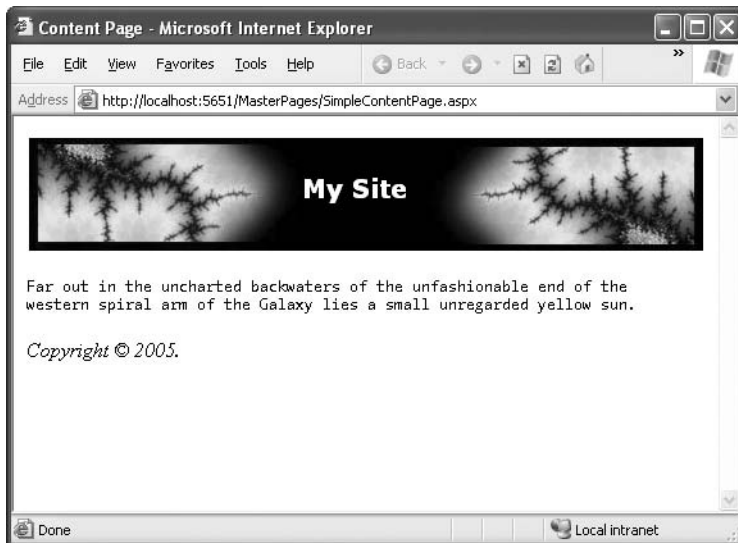 Content Page - Microsoft Internet Explorer
File Edit View Favorites Tools Help Back »
Address http://localhost:5651/MasterPages/SimpleContentPage.aspx
My Site
Far out in the uncharted backwaters of the unfashionable end of the
western spiral arm of the Galaxy lies a small unregarded yellow sun.
Copyright © 2005.
Done Local intranet